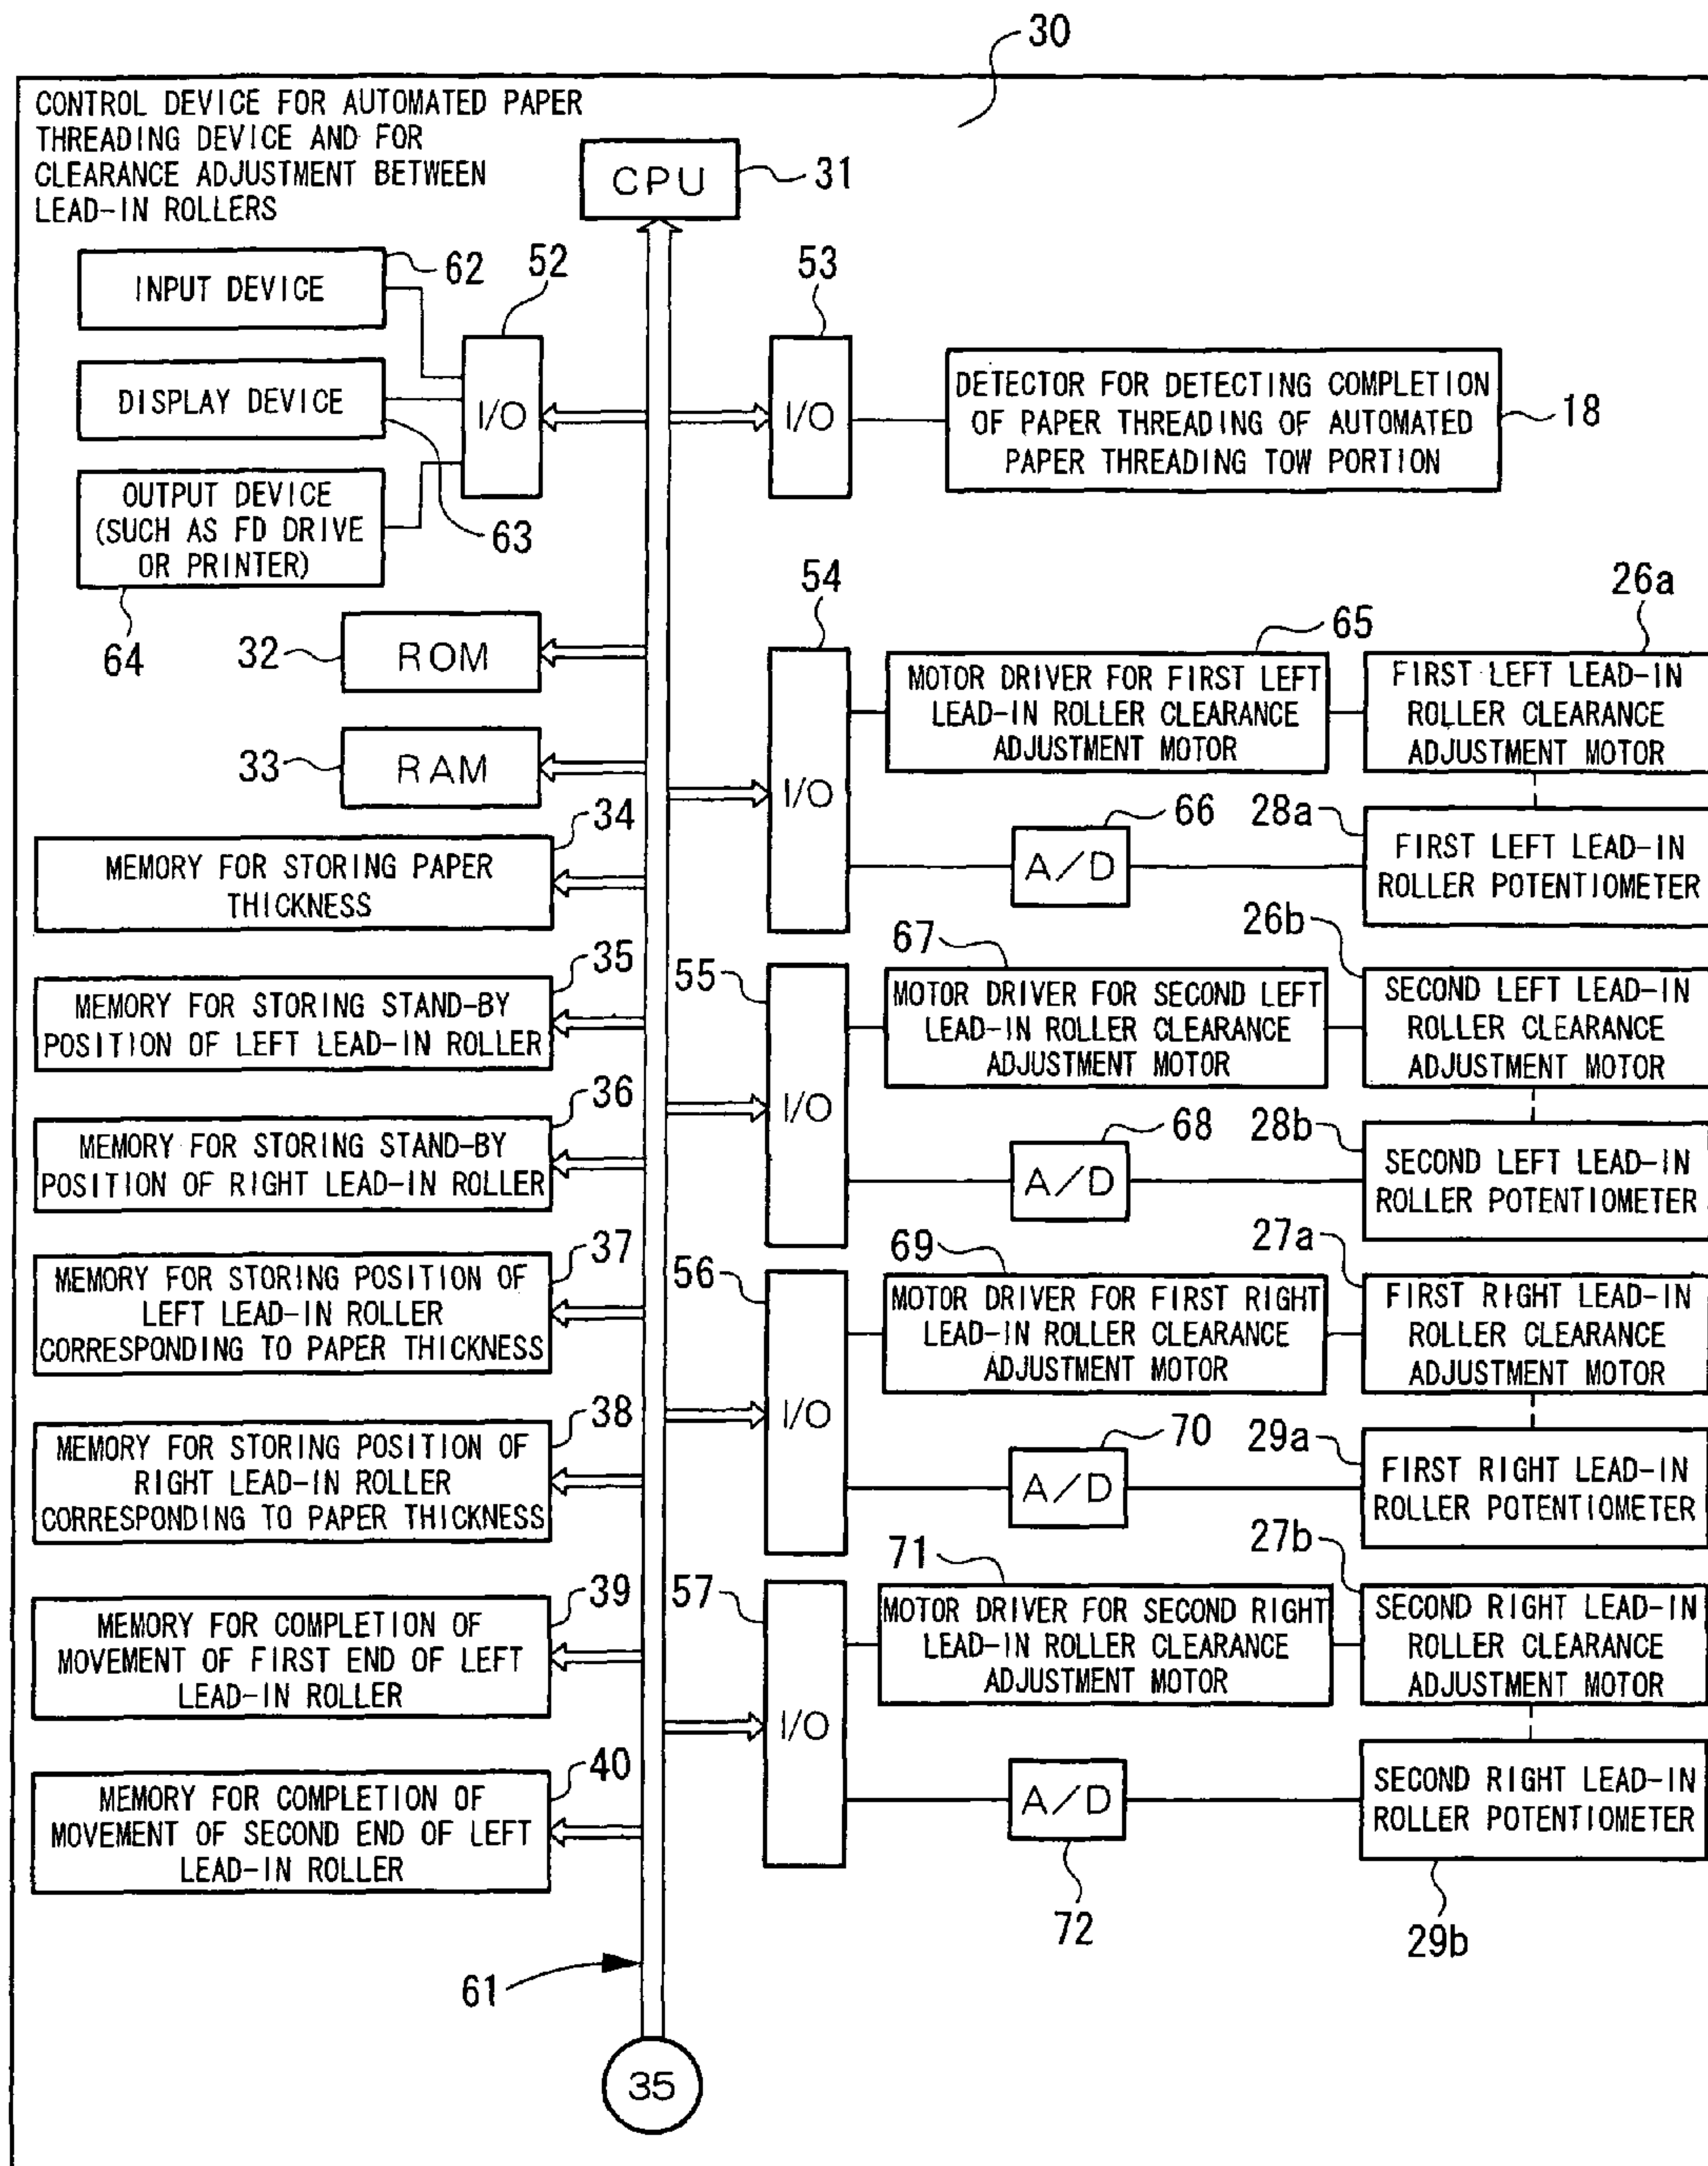 30
CONTROL DEVICE FOR AUTOMATED PAPER
THREADING DEVICE AND FOR
CLEARANCE ADJUSTMENT BETWEEN
LEAD-IN ROLLERS
CPU
31
62
52
53
INPUT DEVICE
DISPLAY DEVICE
I/O
I/O
DETECTOR FOR DETECTING COMPLETION
OF PAPER THREADING OF AUTOMATED
PAPER THREADING TOW PORTION
18
OUTPUT DEVICE
(SUCH AS FD DRIVE
OR PRINTER)
63
64
54
26a
65
32
ROM
MOTOR DRIVER FOR FIRST LEFT
LEAD-IN ROLLER CLEARANCE
ADJUSTMENT MOTOR
FIRST LEFT LEAD-IN
ROLLER CLEARANCE
ADJUSTMENT MOTOR
33
RAM
I/O
34
66
28a
MEMORY FOR STORING PAPER
THICKNESS
A/D
FIRST LEFT LEAD-IN
ROLLER POTENTIOMETER
35
55
67
26b
MEMORY FOR STORING STAND-BY
POSITION OF LEFT LEAD-IN ROLLER
MOTOR DRIVER FOR SECOND LEFT
LEAD-IN ROLLER CLEARANCE
ADJUSTMENT MOTOR
SECOND LEFT LEAD-IN
ROLLER CLEARANCE
ADJUSTMENT MOTOR
36
I/O
68
28b
MEMORY FOR STORING STAND-BY
POSITION OF RIGHT LEAD-IN ROLLER
A/D
SECOND LEFT LEAD-IN
ROLLER POTENTIOMETER
37
56
69
27a
MEMORY FOR STORING POSITION OF
LEFT LEAD-IN ROLLER
CORRESPONDING TO PAPER THICKNESS
MOTOR DRIVER FOR FIRST RIGHT
LEAD-IN ROLLER CLEARANCE
ADJUSTMENT MOTOR
FIRST RIGHT LEAD-IN
ROLLER CLEARANCE
ADJUSTMENT MOTOR
38
I/O
70
29a
MEMORY FOR STORING POSITION OF
RIGHT LEAD-IN ROLLER
CORRESPONDING TO PAPER THICKNESS
A/D
FIRST RIGHT LEAD-IN
ROLLER POTENTIOMETER
39
57
71
27b
MEMORY FOR COMPLETION OF
MOVEMENT OF FIRST END OF LEFT
LEAD-IN ROLLER
MOTOR DRIVER FOR SECOND RIGHT
LEAD-IN ROLLER CLEARANCE
ADJUSTMENT MOTOR
SECOND RIGHT LEAD-IN
ROLLER CLEARANCE
ADJUSTMENT MOTOR
I/O
40
MEMORY FOR COMPLETION OF
MOVEMENT OF SECOND END OF LEFT
LEAD-IN ROLLER
A/D
SECOND RIGHT LEAD-IN
ROLLER POTENTIOMETER
72
29b
61
35